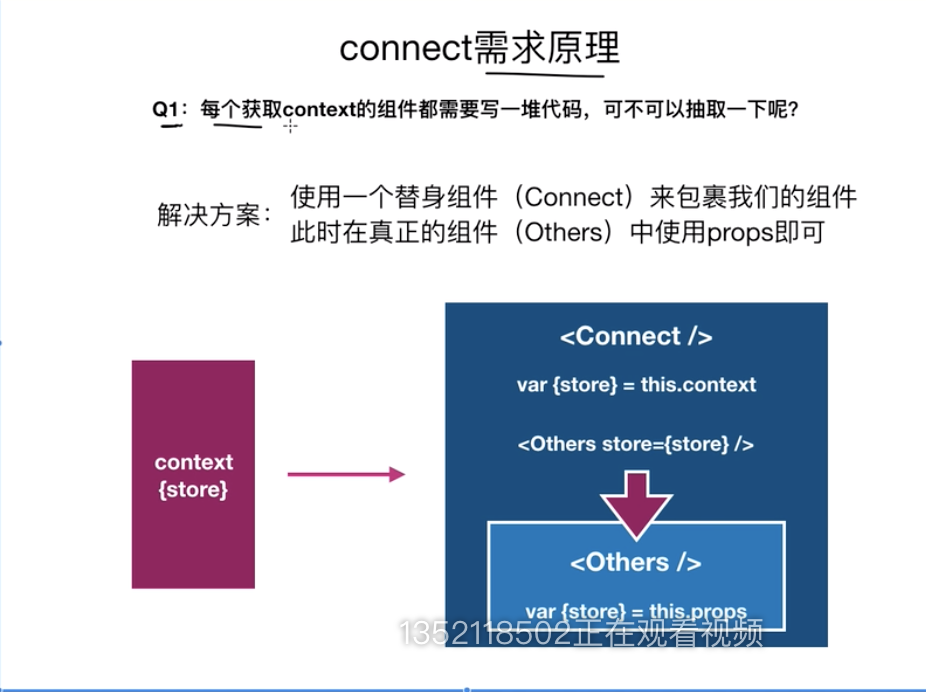 connect需求原理
Q1：每个获取context的组件都需要写一堆代码，可不可以抽取一下呢？
解决方案：
使用一个替身组件（Connect）来包裹我们的组件
此时在真正的组件（Others）中使用props即可
context
{store}
<Connect />
var {store} = this.context
<Others store={store} />
<Others />
var {store} = this.props
1352118502正在观看视频